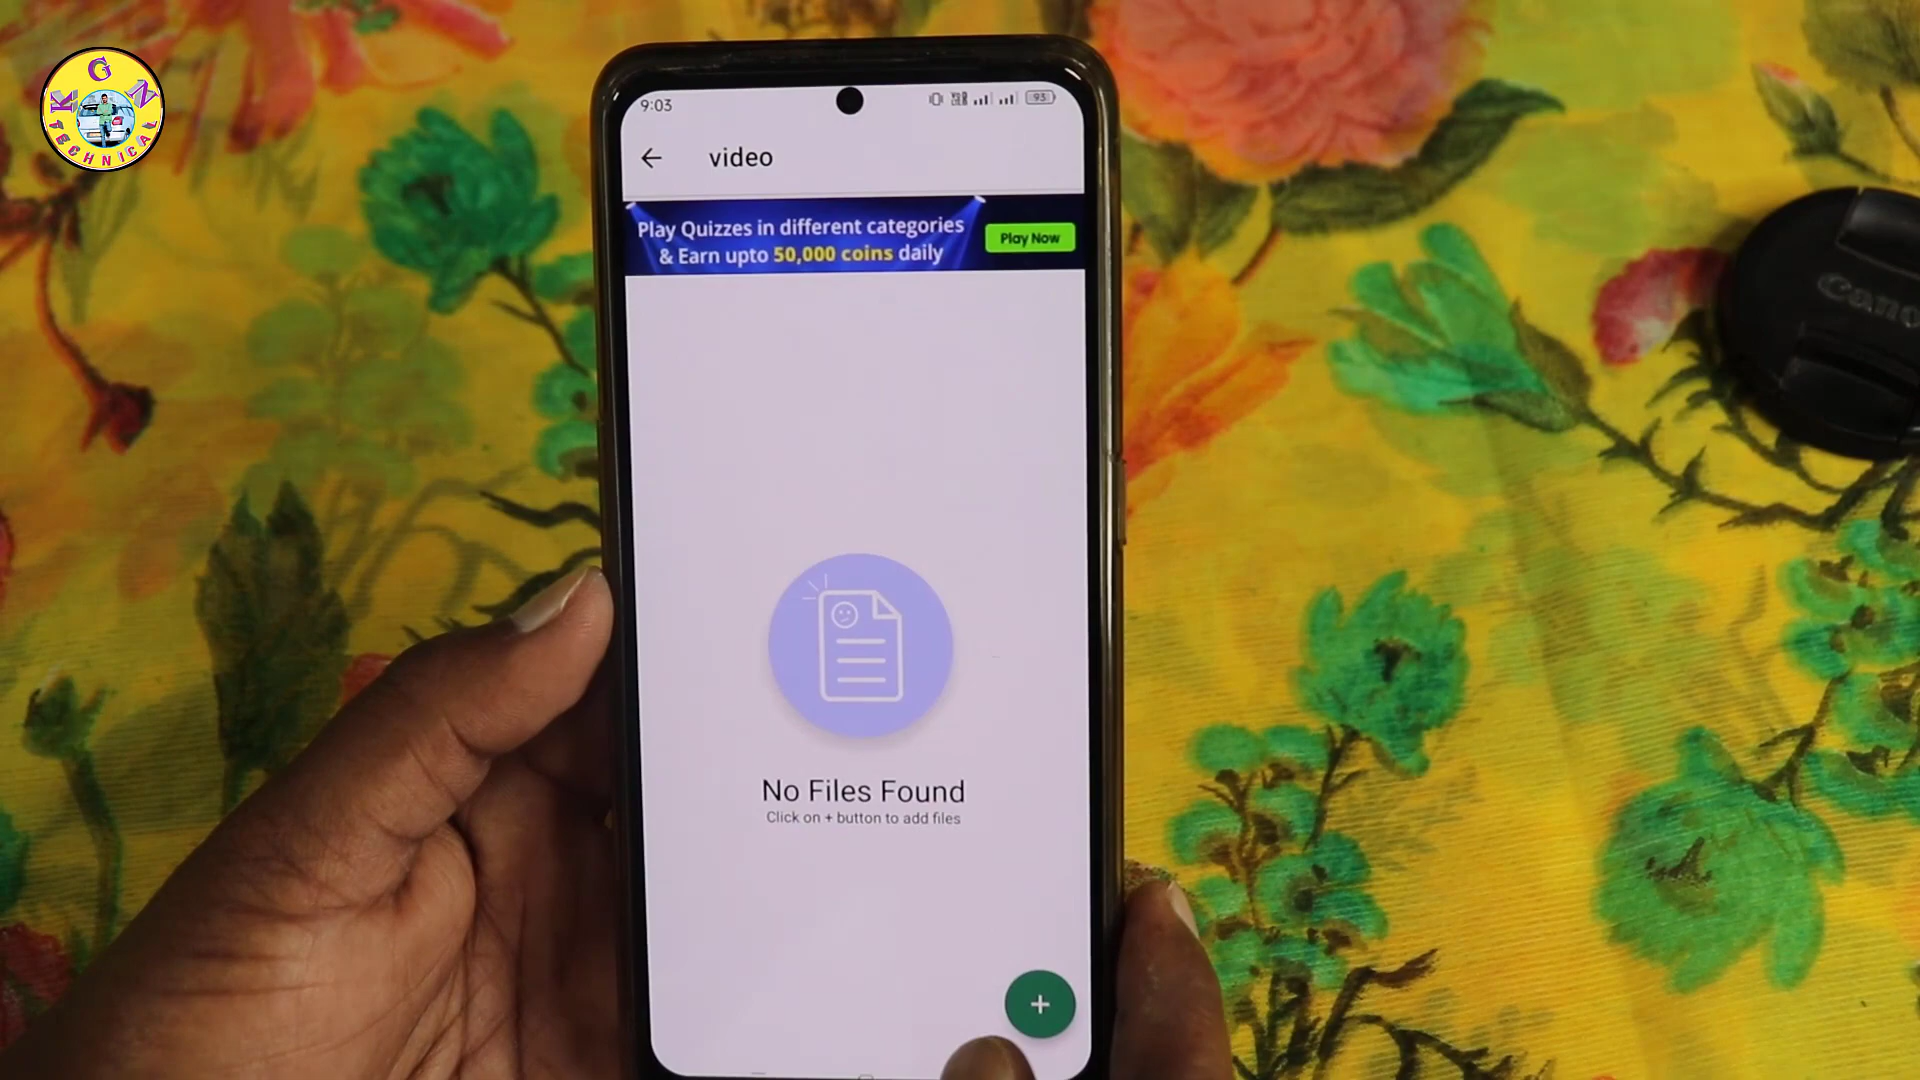 KGN
TECHNICAL
9:03
93
video
Play Quizzes in different categories
& Earn upto 50,000 coins daily
Play Now
No Files Found
Click on + button to add files
+